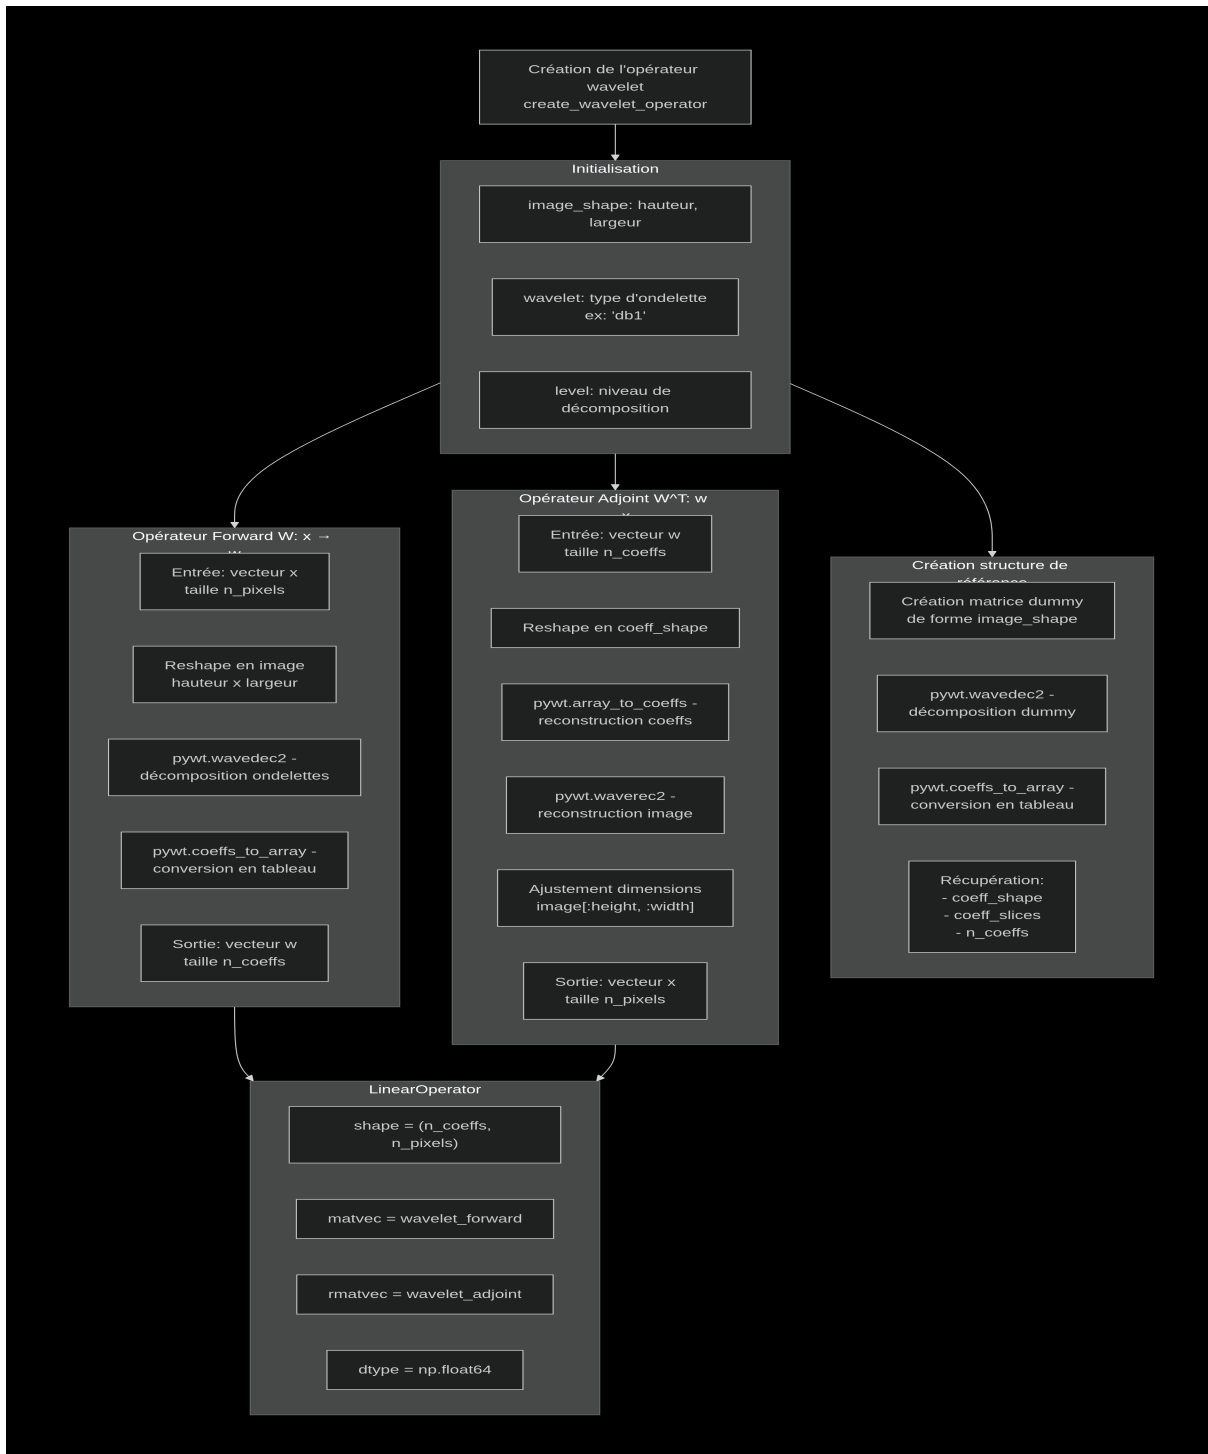 Création de l'opérateur
wavelet
create_wavelet_operator
Initialisation
image_shape: hauteur,
largeur
wavelet: type d'ondelette
ex: 'db1'
level: niveau de
décomposition
Opérateur Forward W: x →
Entrée: vecteur x
taille n_pixels
Reshape en image
hauteur x largeur
pywt.wavedec2 -
décomposition ondelettes
pywt.coeffs_to_array -
conversion en tableau
Sortie: vecteur w
taille n_coeffs
Opérateur Adjoint W^T: w
Entrée: vecteur w
taille n_coeffs
Reshape en coeff_shape
pywt.array_to_coeffs -
reconstruction coeffs
pywt.waverec2 -
reconstruction image
Ajustement dimensions
image[:height, :width]
Sortie: vecteur x
taille n_pixels
Création structure de
référence
Création matrice dummy
de forme image_shape
pywt.wavedec2 -
décomposition dummy
pywt.coeffs_to_array -
conversion en tableau
Récupération:
- coeff_shape
- coeff_slices
- n_coeffs
LinearOperator
shape = (n_coeffs,
n_pixels)
matvec = wavelet_forward
rmatvec = wavelet_adjoint
dtype = np.float64